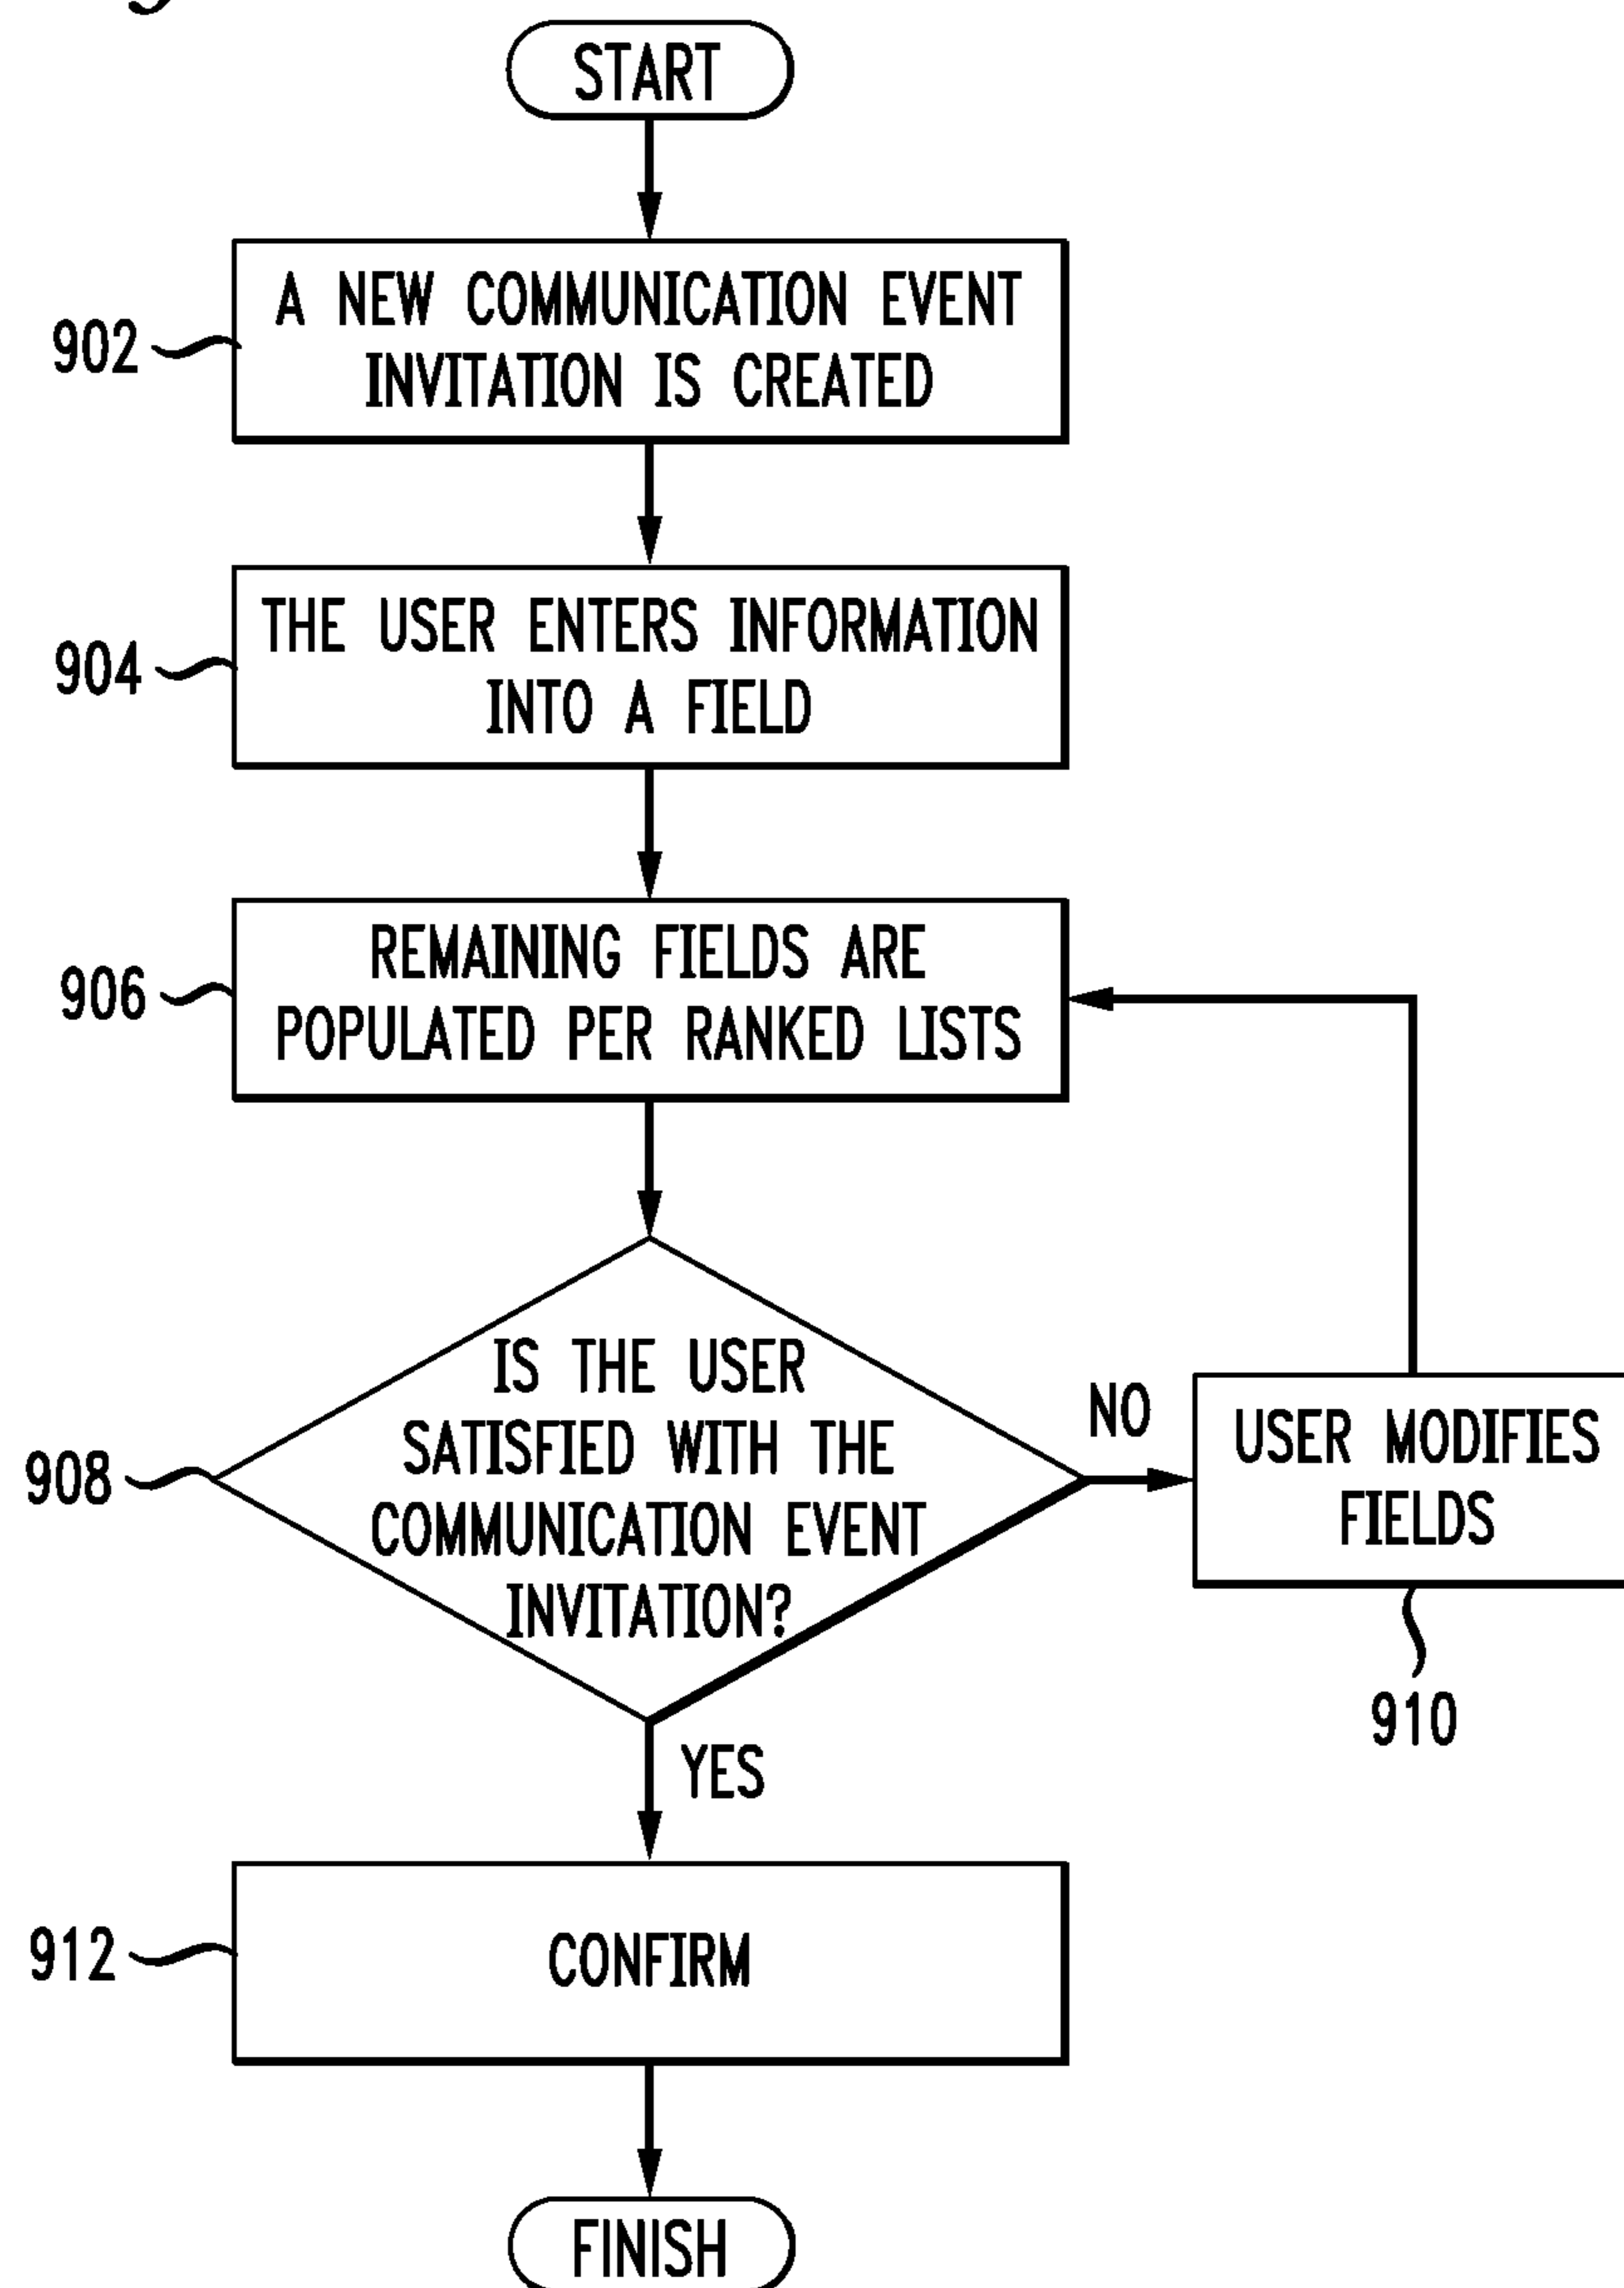 START
902
A NEW COMMUNICATION EVENT
INVITATION IS CREATED
904
THE USER ENTERS INFORMATION
INTO A FIELD
906
REMAINING FIELDS ARE
POPULATED PER RANKED LISTS
908
IS THE USER
SATISFIED WITH THE
COMMUNICATION EVENT
INVITATION?
NO
USER MODIFIES
FIELDS
910
YES
912
CONFIRM
FINISH